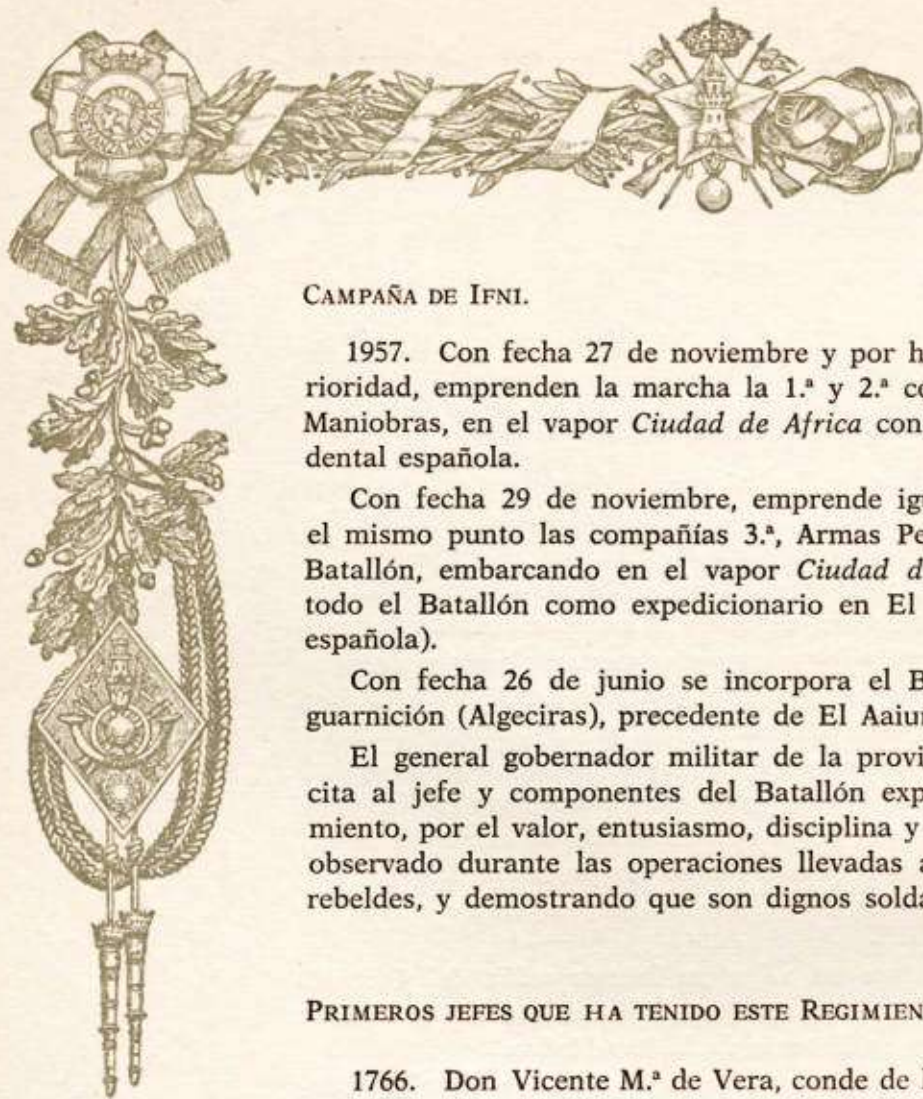 CAMPAÑA DE IFNI.
1957. Con fecha 27 de noviembre y por h
rioridad, emprenden la marcha la 1.ª y 2.ª co
Maniobras, en el vapor Ciudad de Africa con
dental española.
Con fecha 29 de noviembre, emprende igu
el mismo punto las compañías 3.ª, Armas Pe
Batallón, embarcando en el vapor Ciudad d
todo el Batallón como expedicionario en El
española).
Con fecha 26 de junio se incorpora el B
guarnición (Algeciras), precedente de El Aaiu
El general gobernador militar de la provi
cita al jefe y componentes del Batallón exp
miento, por el valor, entusiasmo, disciplina y
observado durante las operaciones llevadas a
rebeldes, y demostrando que son dignos solda
PRIMEROS JEFES QUE HA TENIDO ESTE REGIMIEN
1766. Don Vicente M.ª de Vera, conde de